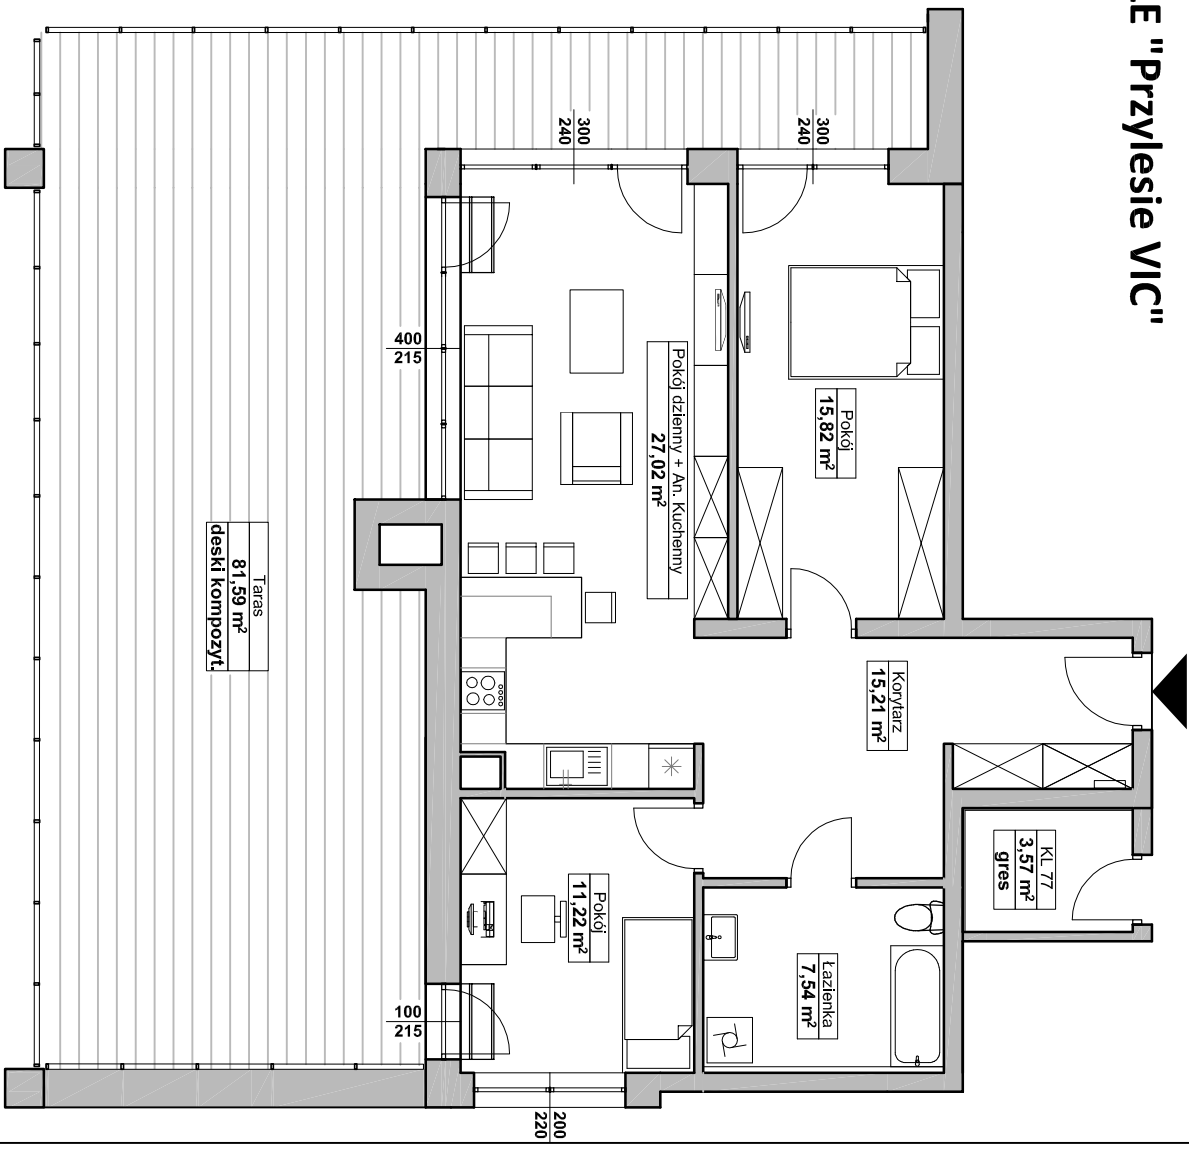 LE "Przylesie VIC"
300
240
300
240
400
215
Pokój dzienny + An. Kuchenny
27,02 m²
Pokój
15,82 m²
Taras
81,59 m²
deski kompozyt.
Korytarz
15,21 m²
KL 77
3,57 m²
gres
Pokój
11,22 m²
Łazienka
7,54 m²
100
215
200
220